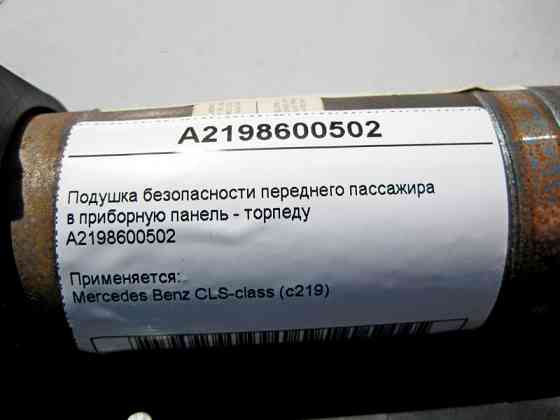 A2198600502
Подушка безопасности переднего пассажира
в приборную панель - торпеду
A2198600502
Применяется:
Mercedes Benz CLS-class (c219)